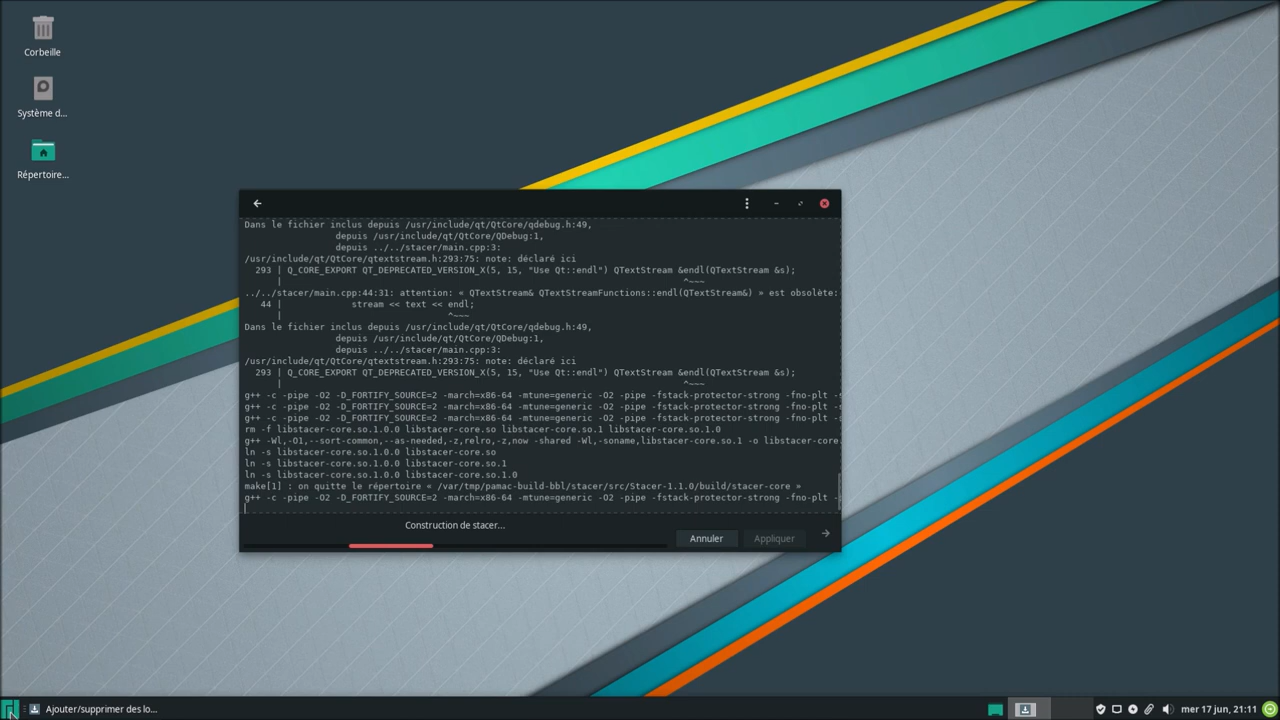 Corbeille
Système d...
Répertoire...
Dans le fichier inclus depuis /usr/include/qt/QtCore/qdebug.h:49,
depuis /usr/include/qt/QtCore/QDebug:1,
depuis ../../stacer/main.cpp:3:
/usr/include/qt/QtCore/qtextstream.h:293:75: note: déclaré ici
293 | Q_CORE_EXPORT QT_DEPRECATED_VERSION_X(5, 15, "Use Qt::endl") QTextStream &endl(QTextStream &s);
| ^~~~
../../stacer/main.cpp:44:31: attention: « QTextStream& QTextStreamFunctions::endl(QTextStream&) » est obsolète:
44 | stream << text << endl;
| ^~~~
Dans le fichier inclus depuis /usr/include/qt/QtCore/qdebug.h:49,
depuis /usr/include/qt/QtCore/QDebug:1,
depuis ../../stacer/main.cpp:3:
/usr/include/qt/QtCore/qtextstream.h:293:75: note: déclaré ici
293 | Q_CORE_EXPORT QT_DEPRECATED_VERSION_X(5, 15, "Use Qt::endl") QTextStream &endl(QTextStream &s);
| ^~~~
g++ -c -pipe -O2 -D_FORTIFY_SOURCE=2 -march=x86-64 -mtune=generic -O2 -pipe -fstack-protector-strong -fno-plt -s
g++ -c -pipe -O2 -D_FORTIFY_SOURCE=2 -march=x86-64 -mtune=generic -O2 -pipe -fstack-protector-strong -fno-plt -s
g++ -c -pipe -O2 -D_FORTIFY_SOURCE=2 -march=x86-64 -mtune=generic -O2 -pipe -fstack-protector-strong -fno-plt -s
rm -f libstacer-core.so.1.0.0 libstacer-core.so libstacer-core.so.1 libstacer-core.so.1.0
g++ -Wl,-O1,--sort-common,--as-needed,-z,relro,-z,now -shared -Wl,-soname,libstacer-core.so.1 -o libstacer-core.
ln -s libstacer-core.so.1.0.0 libstacer-core.so
ln -s libstacer-core.so.1.0.0 libstacer-core.so.1
ln -s libstacer-core.so.1.0.0 libstacer-core.so.1.0
make[1] : on quitte le répertoire « /var/tmp/pamac-build-bbl/stacer/src/Stacer-1.1.0/build/stacer-core »
g++ -c -pipe -O2 -D_FORTIFY_SOURCE=2 -march=x86-64 -mtune=generic -O2 -pipe -fstack-protector-strong -fno-plt -s
Construction de stacer...
Annuler
Appliquer
Ajouter/supprimer des lo...
mer 17 jun, 21:11